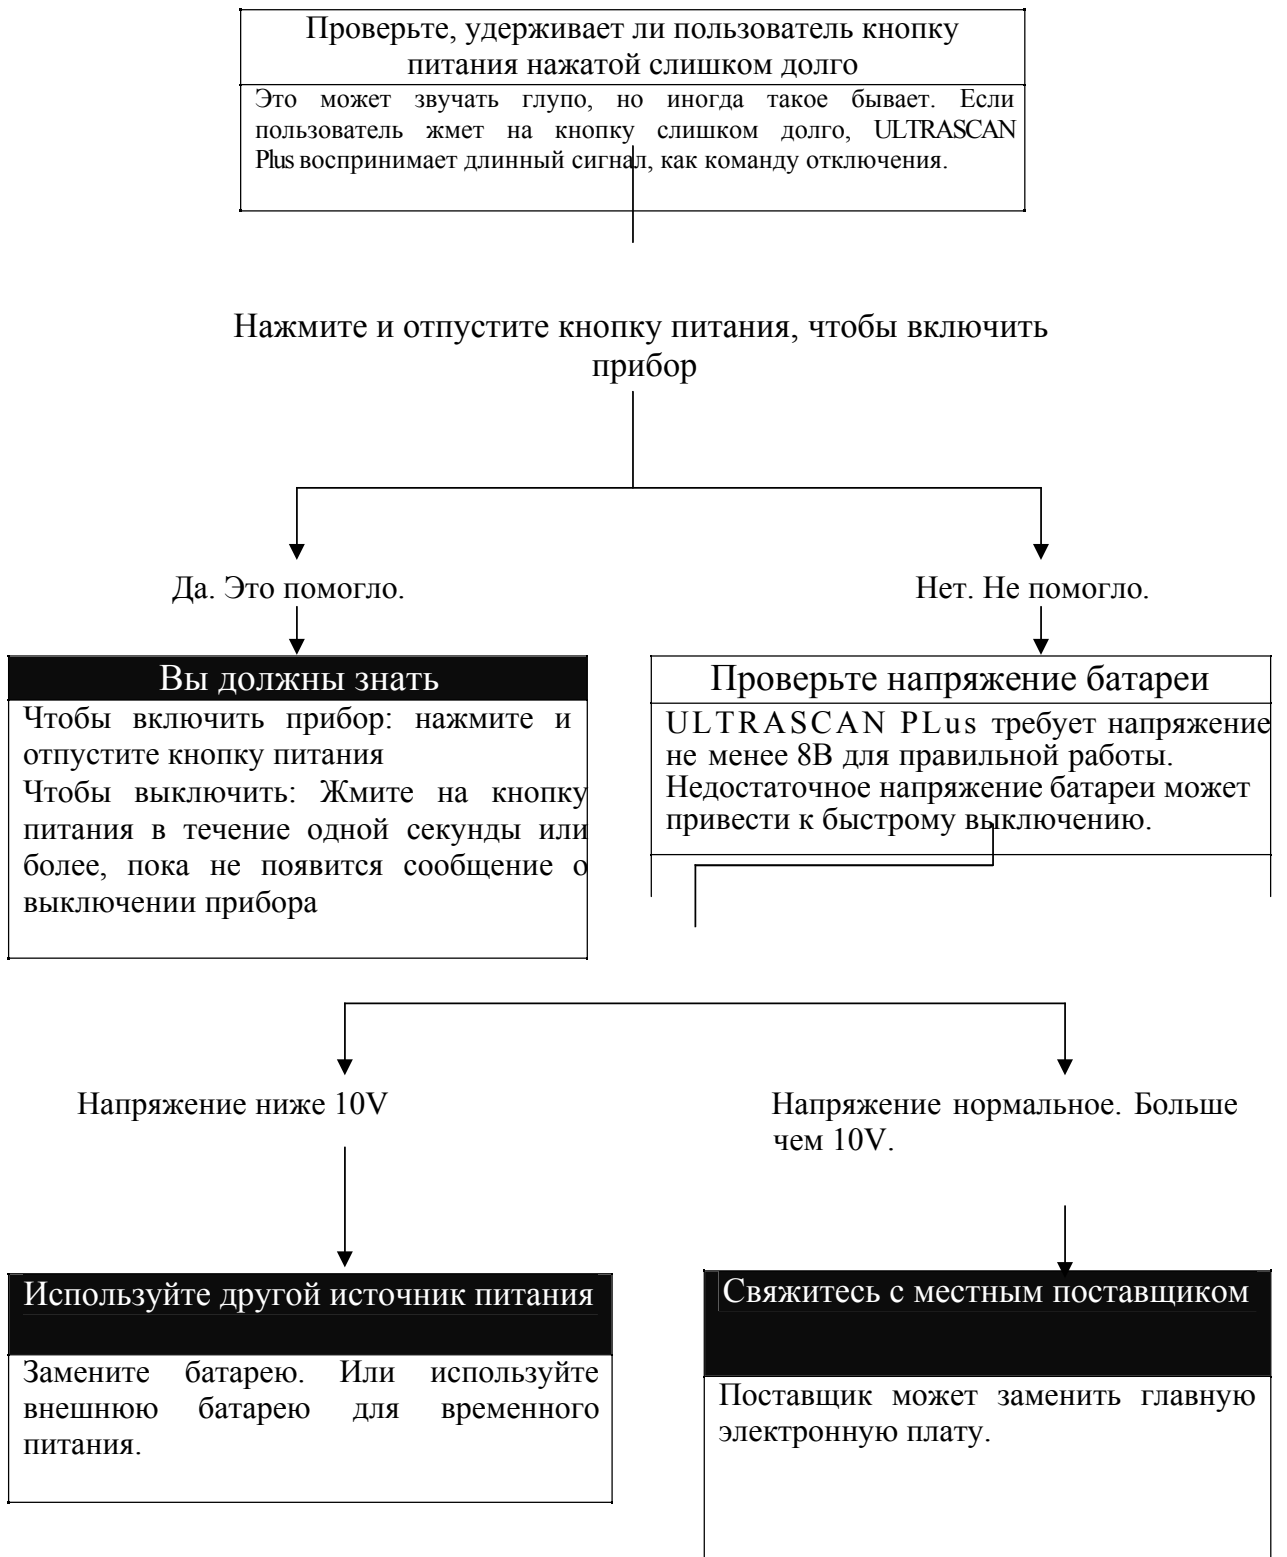 Проверьте, удерживает ли пользователь кнопку
питания нажатой слишком долго
Это может звучать глупо, но иногда такое бывает. Если
пользователь жмет на кнопку слишком долго, ULTRASCAN
Plus воспринимает длинный сигнал, как команду отключения.
Нажмите и отпустите кнопку питания, чтобы включить
прибор
Да. Это помогло.
Нет. Не помогло.
Вы должны знать
Чтобы включить прибор: нажмите и
отпустите кнопку питания
Чтобы выключить: Жмите на кнопку
питания в течение одной секунды или
более, пока не появится сообщение о
выключении прибора
Проверьте напряжение батареи
ULTRASCAN PLus требует напряжение
не менее 8В для правильной работы.
Недостаточное напряжение батареи может
привести к быстрому выключению.
Напряжение ниже 10V
Напряжение нормальное. Больше
чем 10V.
Используйте другой источник питания
Замените батарею. Или используйте
внешнюю батарею для временного
питания.
Свяжитесь с местным поставщиком
Поставщик может заменить главную
электронную плату.